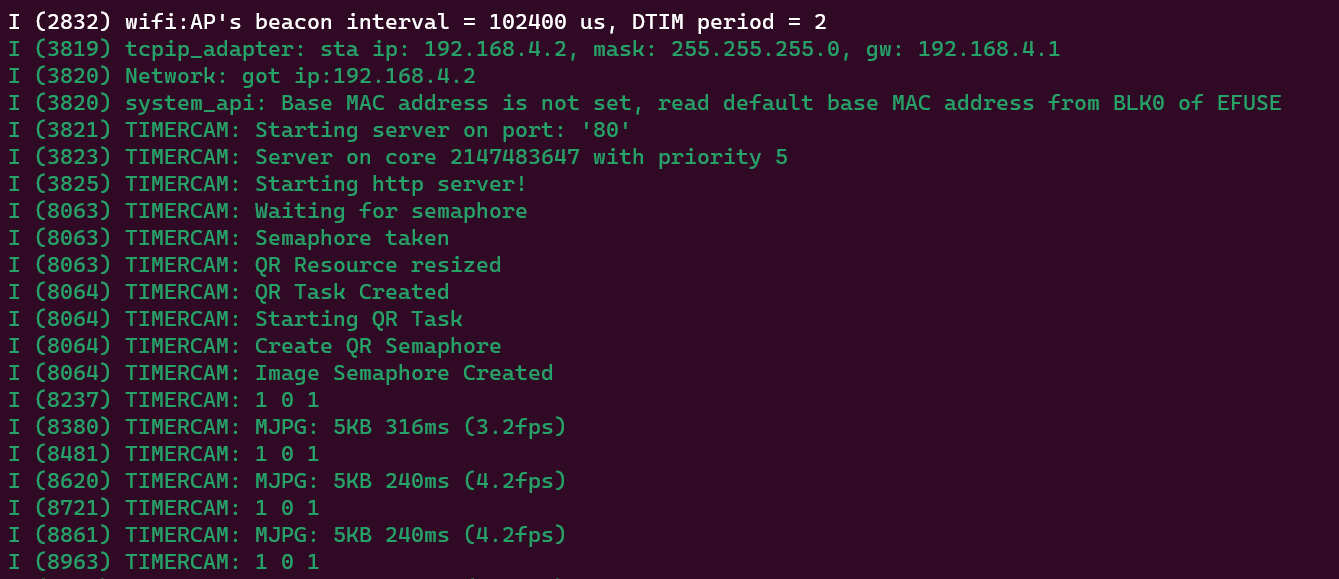 I (2832) wifi:AP's beacon interval = 102400 us, DTIM period = 2
I (3819) tcpip_adapter: sta ip: 192.168.4.2, mask: 255.255.255.0, gw: 192.168.4.1
I (3820) Network: got ip:192.168.4.2
I (3820) system_api: Base MAC address is not set, read default base MAC address from BLK0 of EFUSE
I (3821) TIMERCAM: Starting server on port: '80'
I (3823) TIMERCAM: Server on core 2147483647 with priority 5
I (3825) TIMERCAM: Starting http server!
I (8063) TIMERCAM: Waiting for semaphore
I (8063) TIMERCAM: Semaphore taken
I (8063) TIMERCAM: QR Resource resized
I (8064) TIMERCAM: QR Task Created
I (8064) TIMERCAM: Starting QR Task
I (8064) TIMERCAM: Create QR Semaphore
I (8064) TIMERCAM: Image Semaphore Created
I (8237) TIMERCAM: 1 0 1
I (8380) TIMERCAM: MJPG: 5KB 316ms (3.2fps)
I (8481) TIMERCAM: 1 0 1
I (8620) TIMERCAM: MJPG: 5KB 240ms (4.2fps)
I (8721) TIMERCAM: 1 0 1
I (8861) TIMERCAM: MJPG: 5KB 240ms (4.2fps)
I (8963) TIMERCAM: 1 0 1